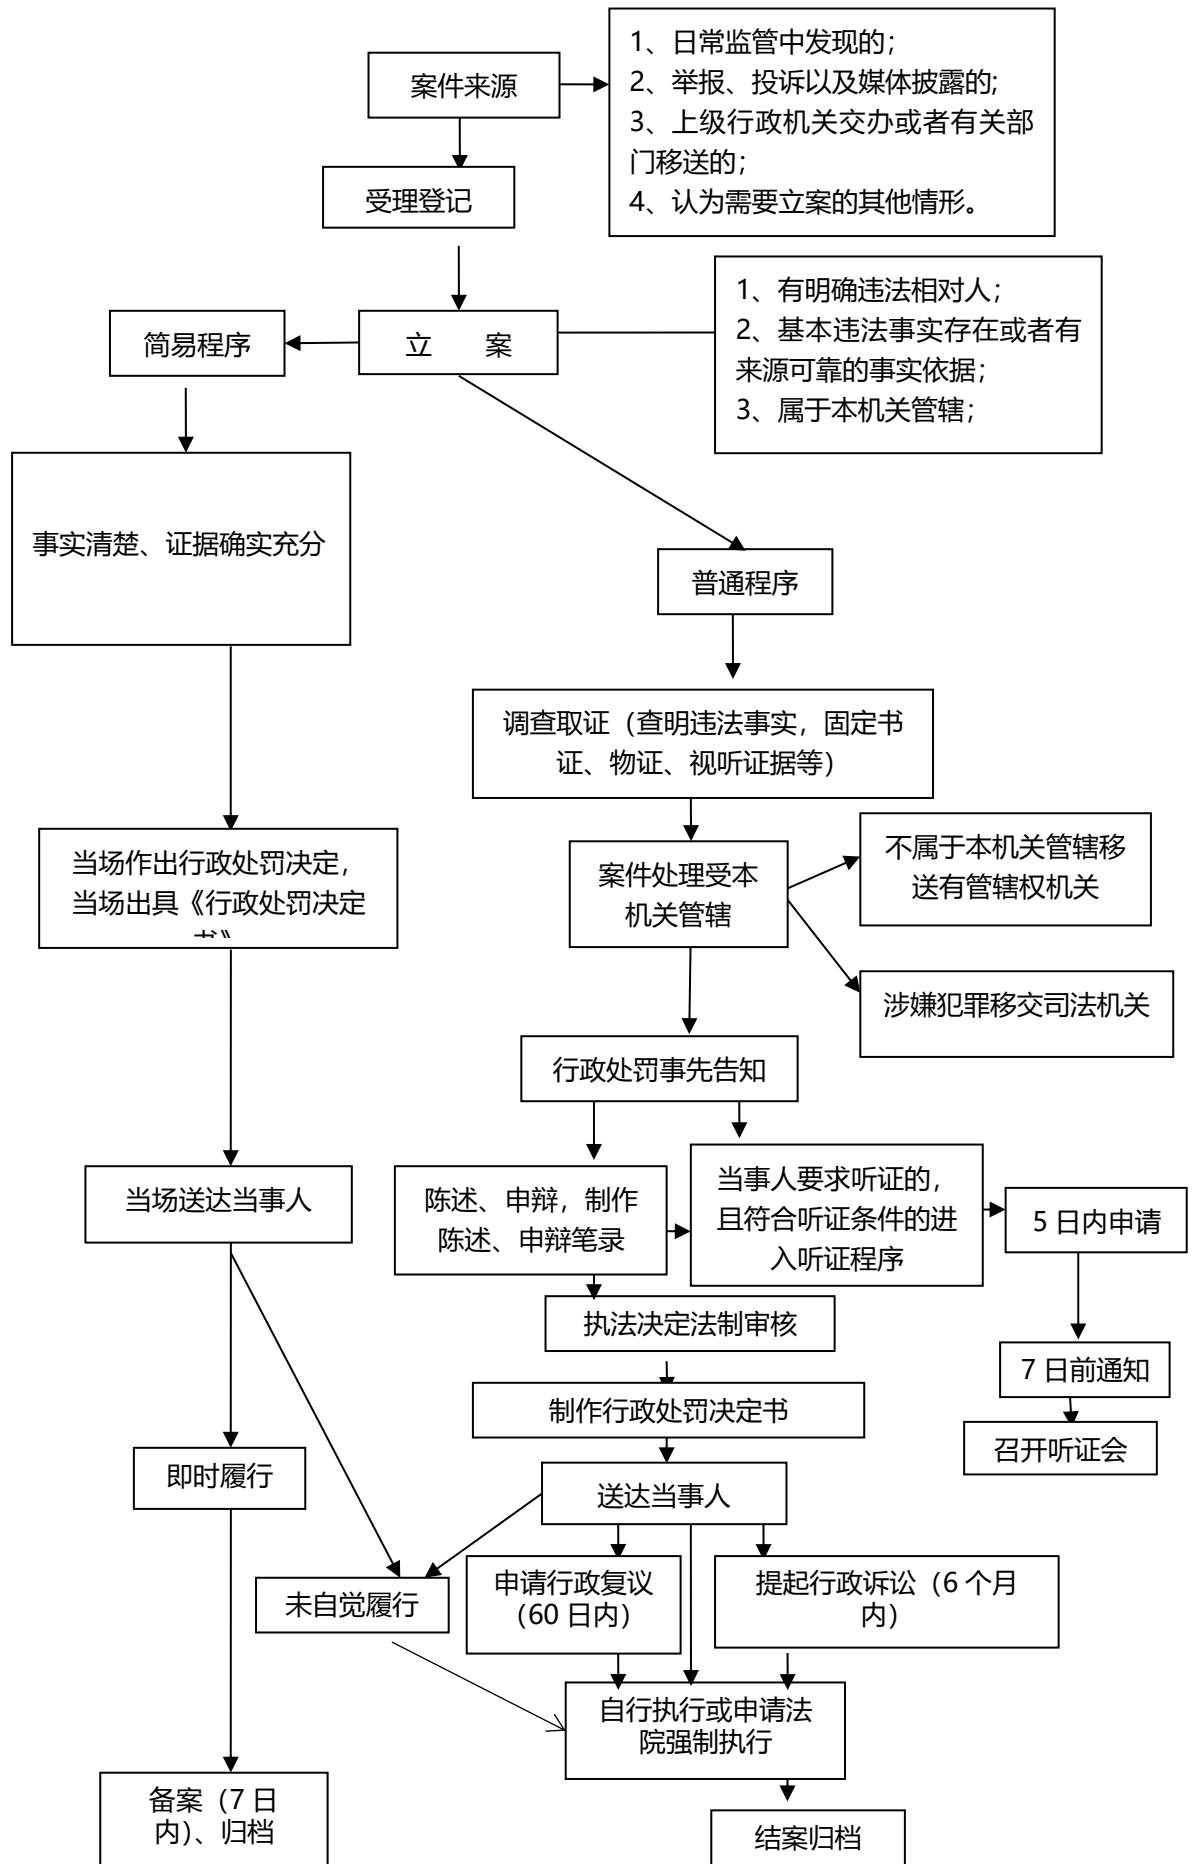 案件来源
1、日常监管中发现的；
2、举报、投诉以及媒体披露的;
3、上级行政机关交办或者有关部
门移送的；
4、认为需要立案的其他情形。
受理登记
1、有明确违法相对人；
2、基本违法事实存在或者有
来源可靠的事实依据；
3、属于本机关管辖；
简易程序
立 案
事实清楚、证据确实充分
普通程序
调查取证（查明违法事实，固定书
证、物证、视听证据等）
当场作出行政处罚决定，
当场出具《行政处罚决定
案件处理受本
机关管辖
不属于本机关管辖移
送有管辖权机关
涉嫌犯罪移交司法机关
行政处罚事先告知
当场送达当事人
陈述、申辩，制作
陈述、申辩笔录
当事人要求听证的，
且符合听证条件的进
入听证程序
5 日内申请
执法决定法制审核
7 日前通知
制作行政处罚决定书
召开听证会
即时履行
送达当事人
未自觉履行
申请行政复议
（60 日内）
提起行政诉讼（6 个月
内）
自行执行或申请法
院强制执行
备案（7 日
内）、归档
结案归档